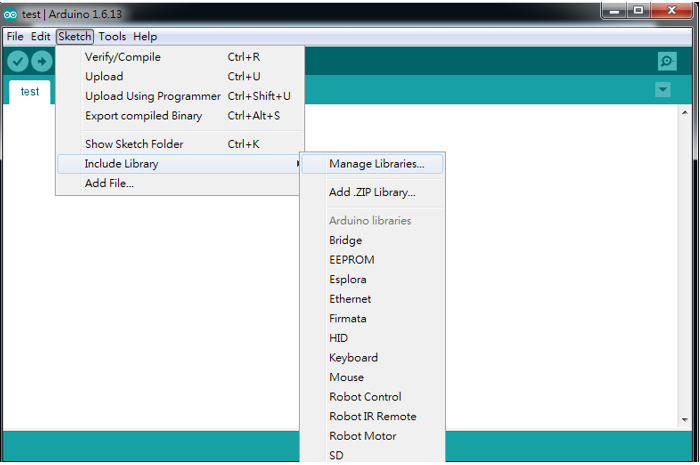 test | Arduino 1.6.13
File Edit Sketch Tools Help
test
Verify/Compile Ctrl+R
Upload Ctrl+U
Upload Using Programmer Ctrl+Shift+U
Export compiled Binary Ctrl+Alt+S
Show Sketch Folder Ctrl+K
Include Library
Add File...
Manage Libraries...
Add .ZIP Library...
Arduino libraries
Bridge
EEPROM
Esplora
Ethernet
Firmata
HID
Keyboard
Mouse
Robot Control
Robot IR Remote
Robot Motor
SD